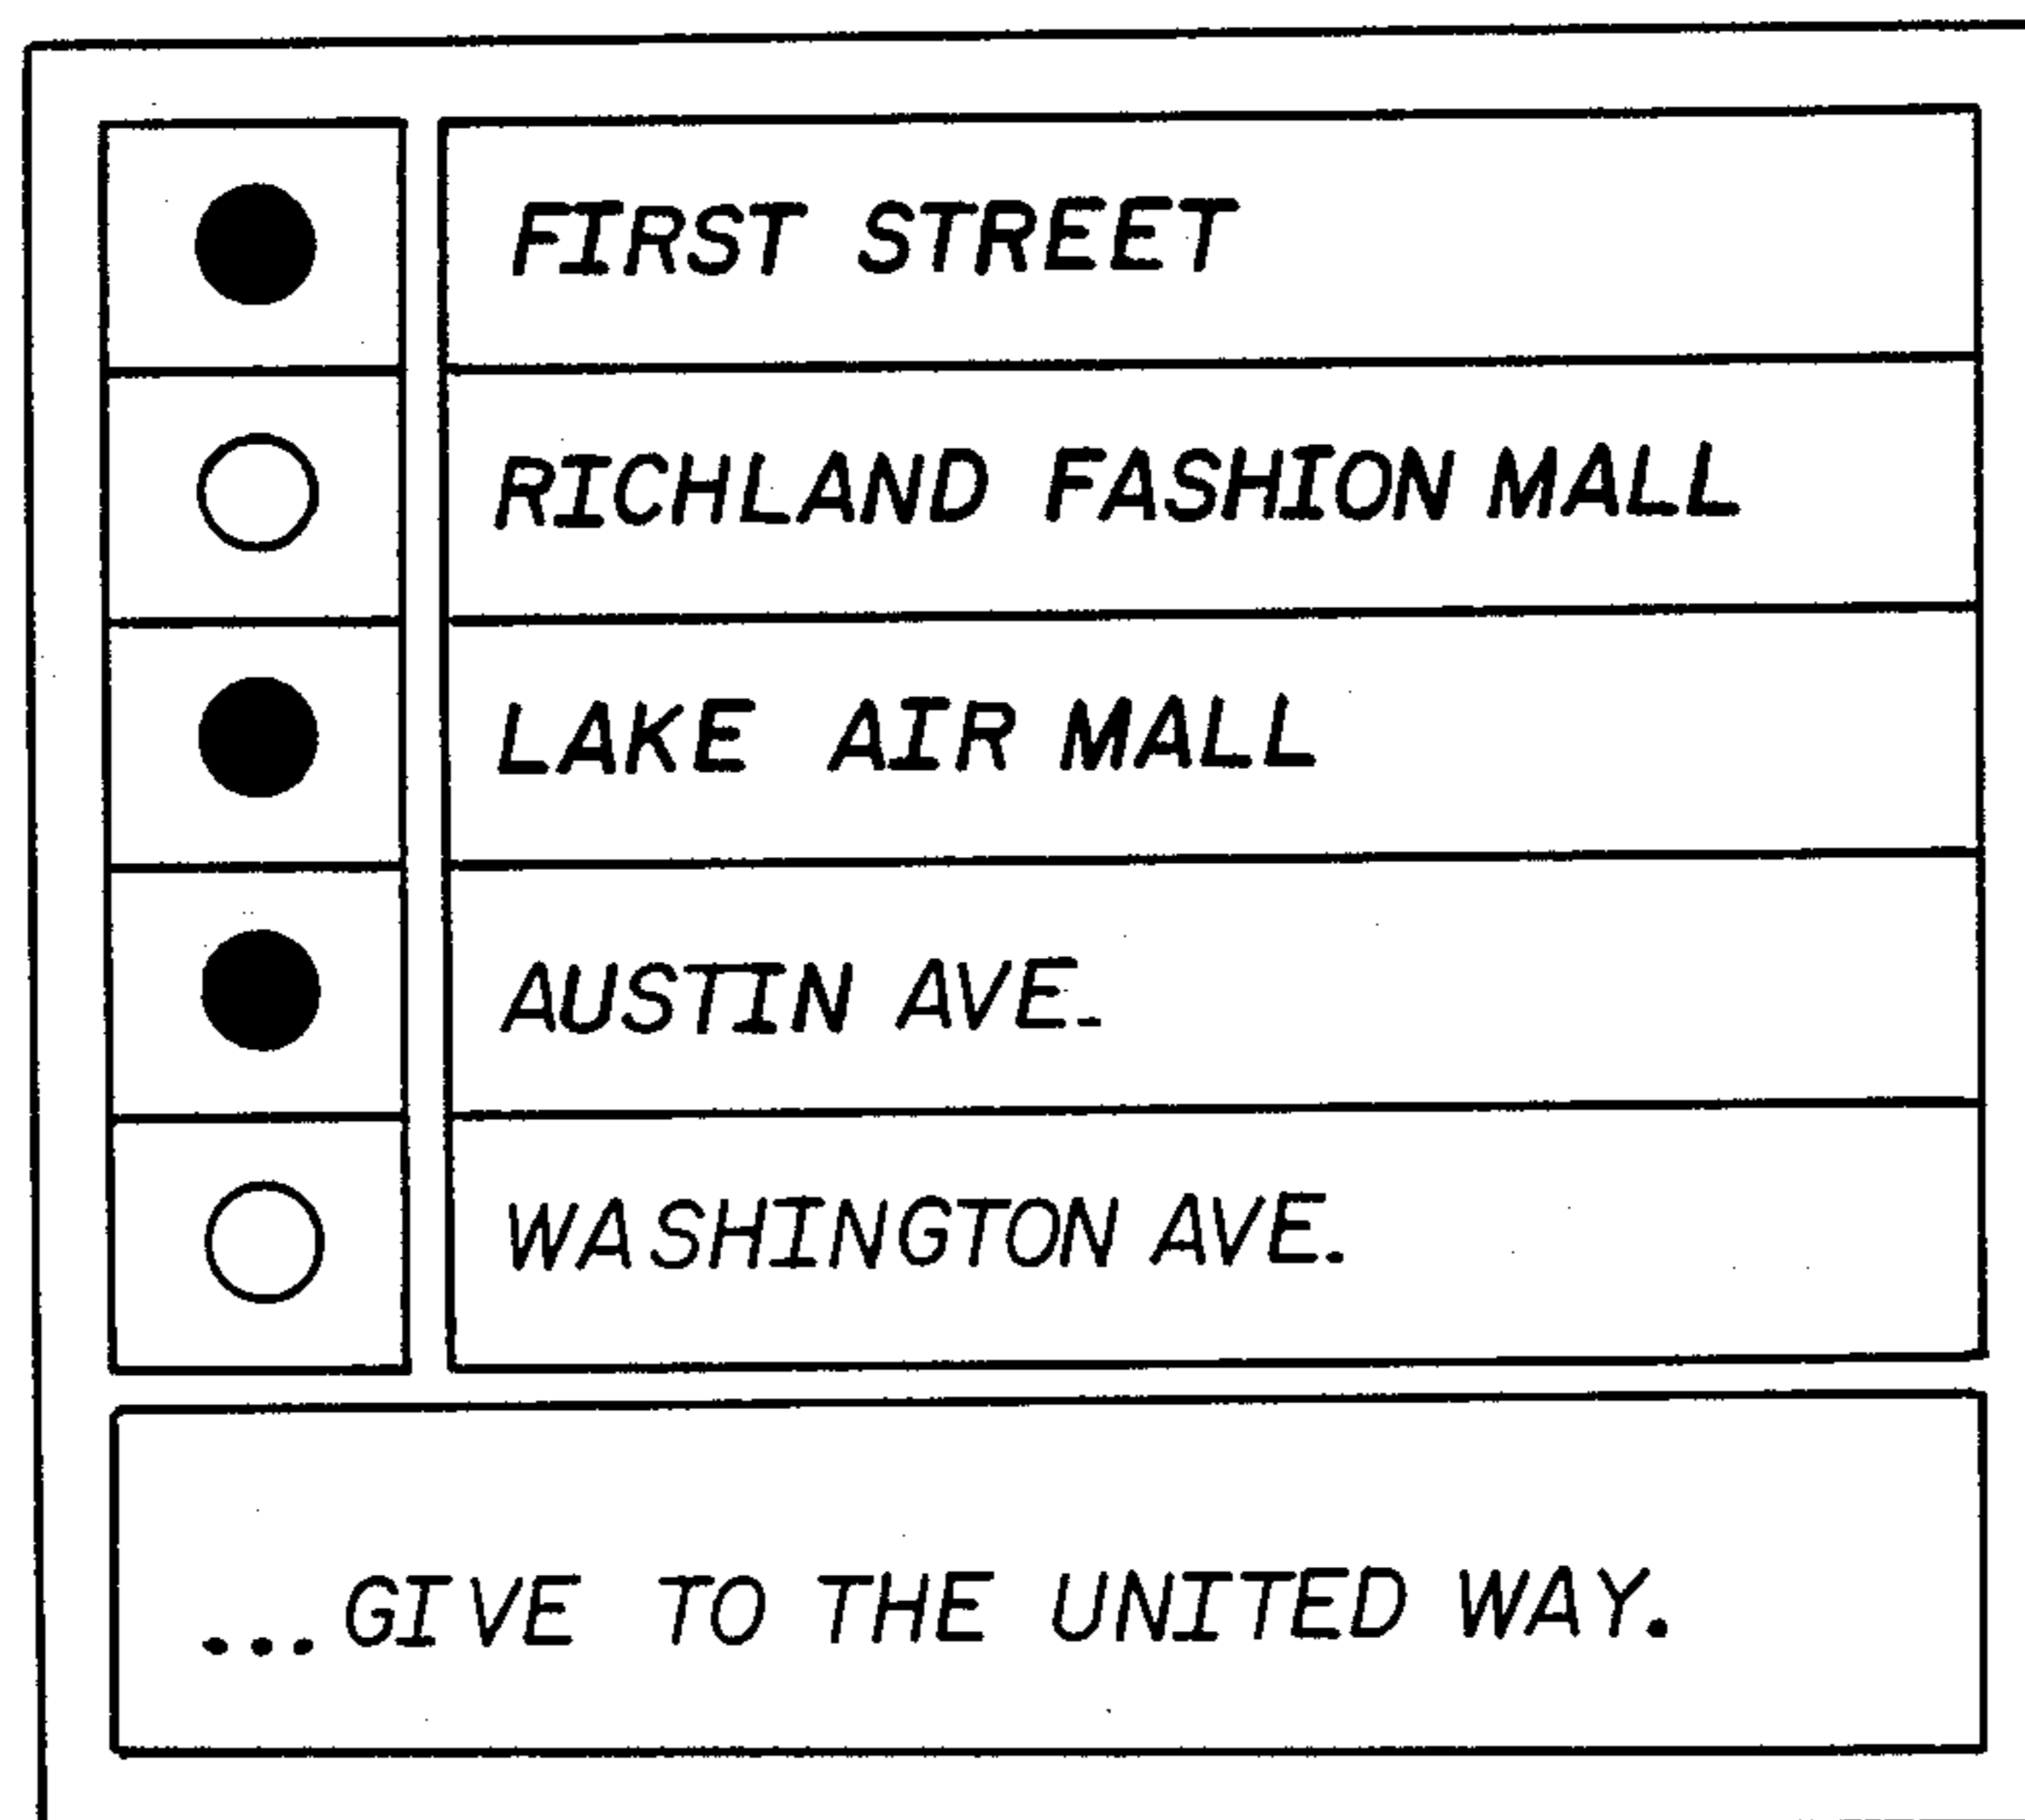 FIRST STREET
RICHLAND FASHION MALL
LAKE AIR MALL
AUSTIN AVE.
WASHINGTON AVE.
...GIVE TO THE UNITED WAY.